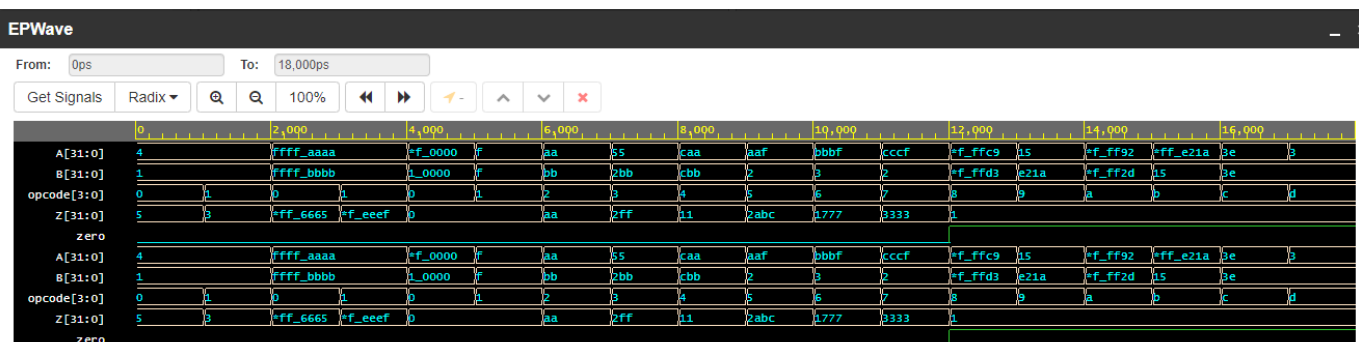 EPWave
From: 0ps To: 18,000ps
Get Signals Radix 100% -
0 2,000 4,000 6,000 8,000 10,000 12,000 14,000 16,000
A[31:0] 4 ffff_aaaa *f_0000 f aa 55 caa aaf bbbf cccf *f_ffc9 15 *f_ff92 *ff_e21a 3e 3
B[31:0] 1 ffff_bbbb 1_0000 f bb 2bb cbb 2 3 2 *f_ffd3 e21a *f_ff2d 15 3e
opcode[3:0] 0 1 0 1 0 1 2 3 4 5 6 7 8 9 a b c d
Z[31:0] 5 3 *ff_6665 *f_eeef 0 aa 2ff 11 2abc 1777 3333 1
zero
A[31:0] 4 ffff_aaaa *f_0000 f aa 55 caa aaf bbbf cccf *f_ffc9 15 *f_ff92 *ff_e21a 3e 3
B[31:0] 1 ffff_bbbb 1_0000 f bb 2bb cbb 2 3 2 *f_ffd3 e21a *f_ff2d 15 3e
opcode[3:0] 0 1 0 1 0 1 2 3 4 5 6 7 8 9 a b c d
Z[31:0] 5 3 *ff_6665 *f_eeef 0 aa 2ff 11 2abc 1777 3333 1
zero